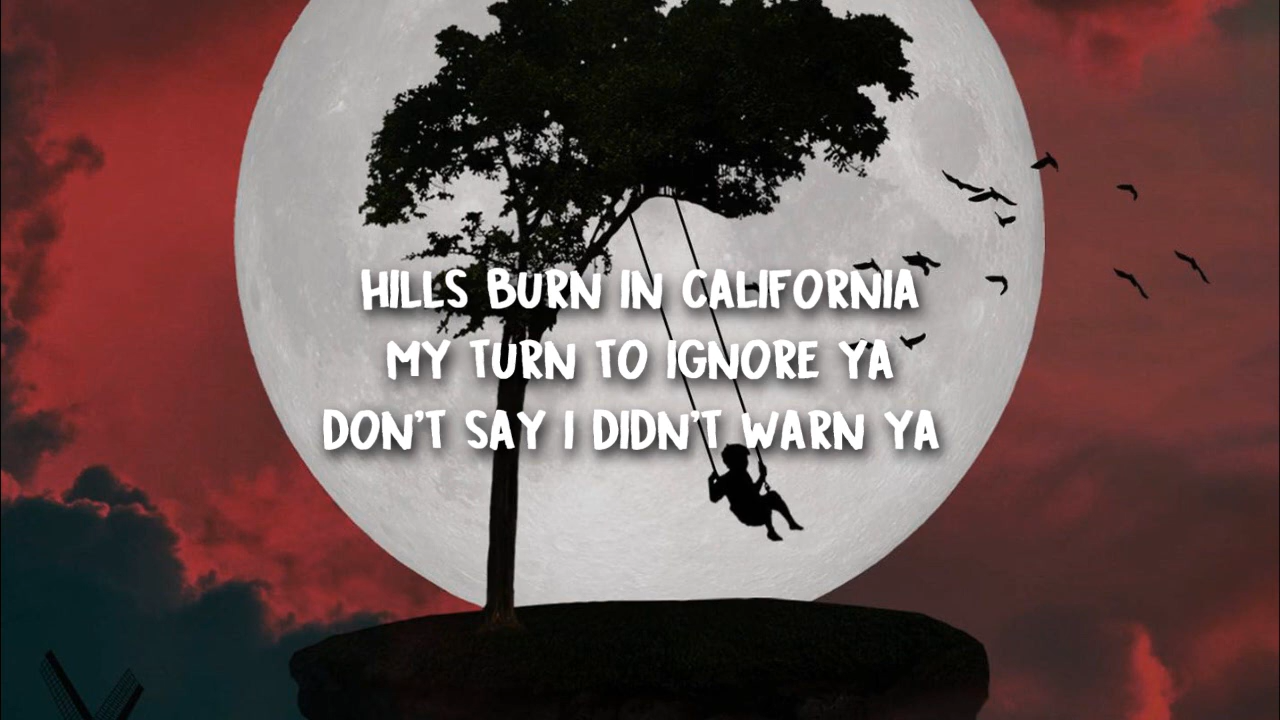 HILLS BURN IN CALIFORNIA
MY TURN TO IGNORE YA
DON'T SAY I DIDN'T WARN YA